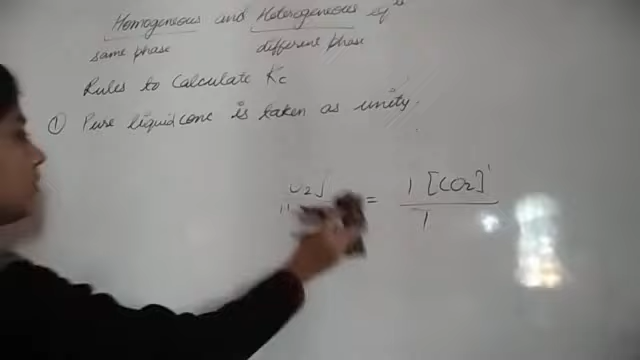 Homogeneous and Heterogeneous eqᵐ
same phase different phase
Rules to Calculate Kc
① Pure liquid conc is taken as unity.
= 1 [CO2]¹
1